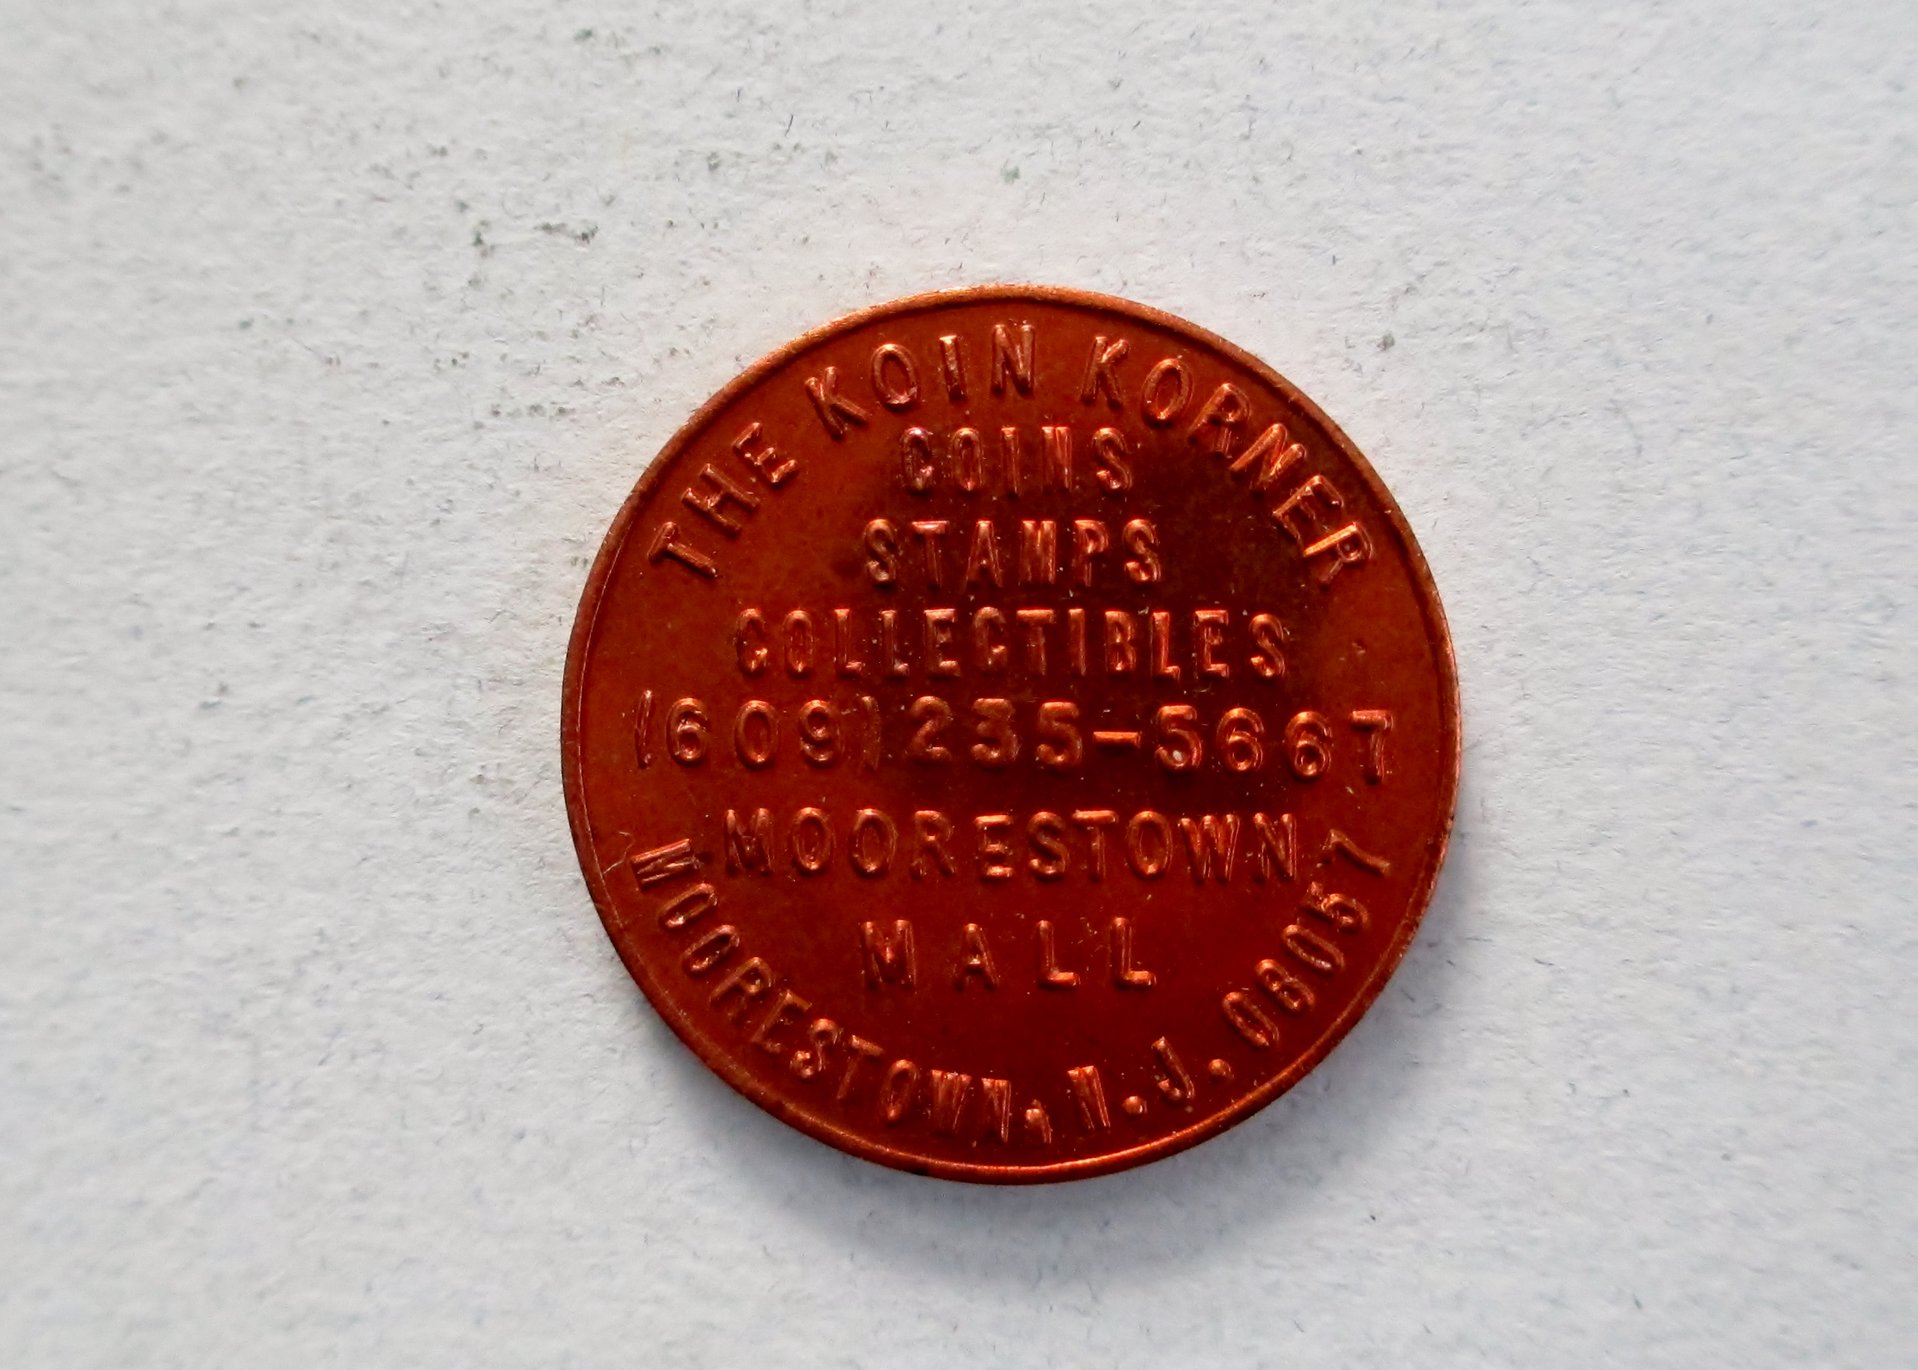 THE KOIN KORNER
COINS
STAMPS
COLLECTIBLES
(609) 235-5667
MOORESTOWN
MALL
MOORESTOWN, N.J. 08057